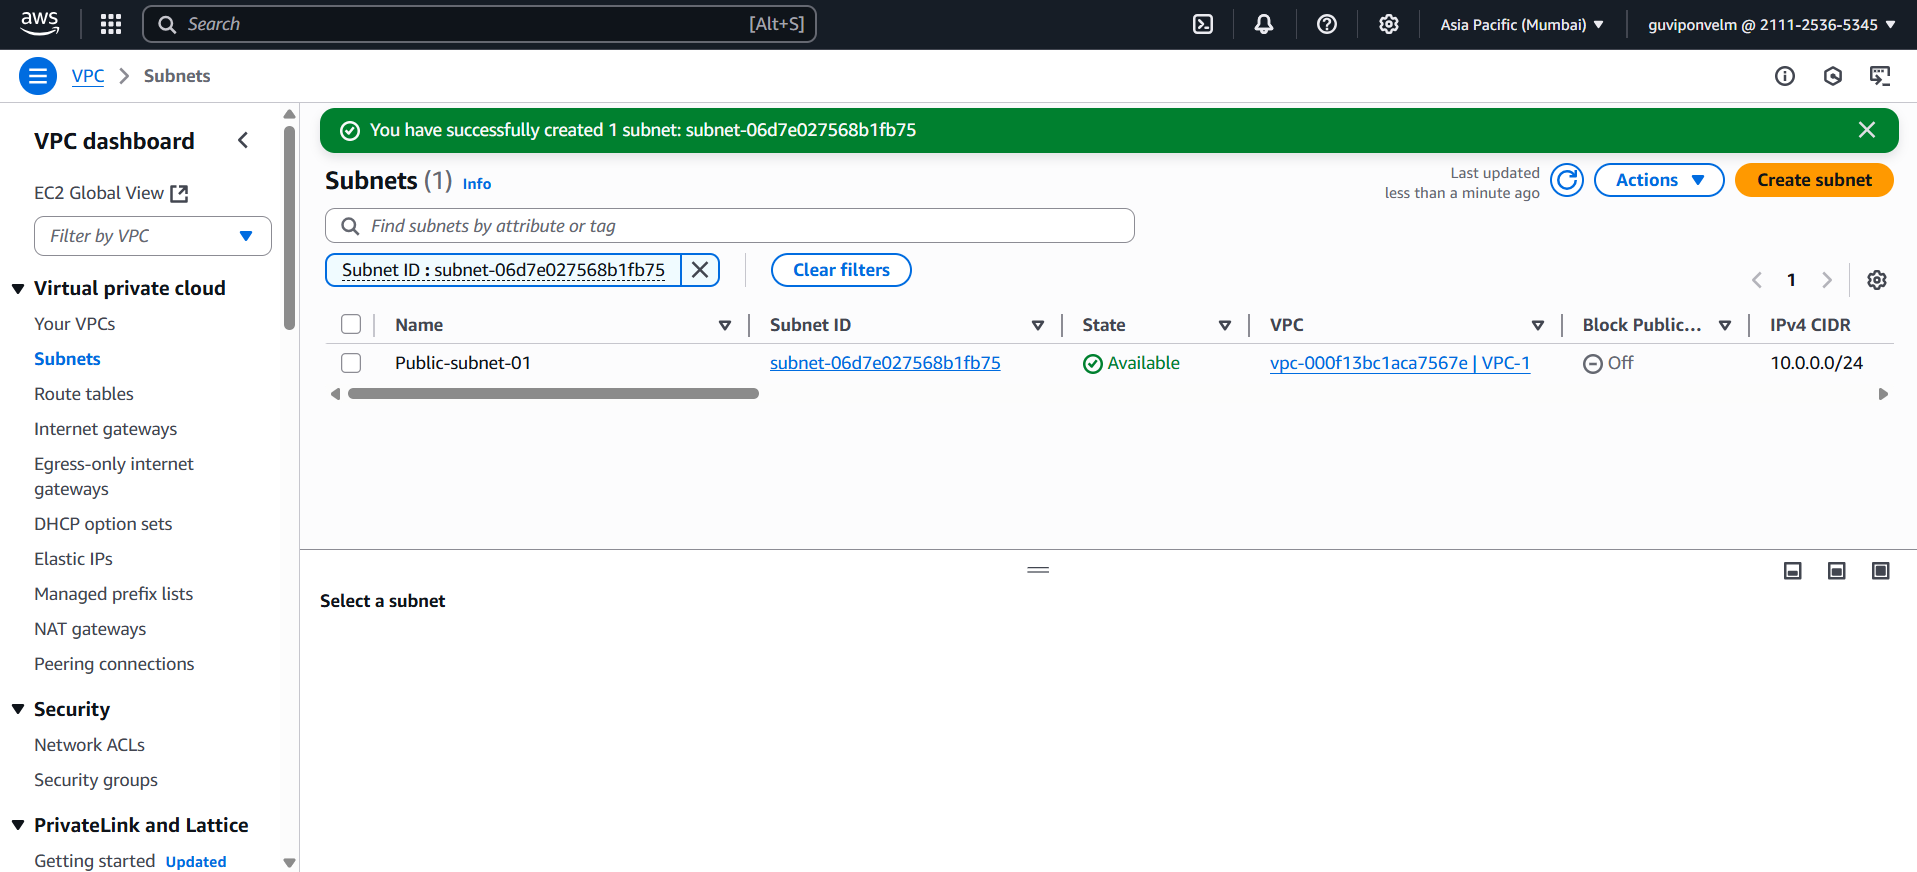 aws
Search [Alt+S]
Asia Pacific (Mumbai)
guviponvelm @ 2111-2536-5345
VPC
Subnets
VPC dashboard
EC2 Global View
Filter by VPC
Virtual private cloud
Your VPCs
Subnets
Route tables
Internet gateways
Egress-only internet
gateways
DHCP option sets
Elastic IPs
Managed prefix lists
NAT gateways
Peering connections
Security
Network ACLs
Security groups
PrivateLink and Lattice
Getting started Updated
You have successfully created 1 subnet: subnet-06d7e027568b1fb75
Subnets (1) Info
Last updated
less than a minute ago
Actions
Create subnet
Find subnets by attribute or tag
Subnet ID : subnet-06d7e027568b1fb75
Clear filters
1
Name Subnet ID State VPC Block Public... IPv4 CIDR
Public-subnet-01 subnet-06d7e027568b1fb75 Available vpc-000f13bc1aca7567e | VPC-1 Off 10.0.0.0/24
Select a subnet